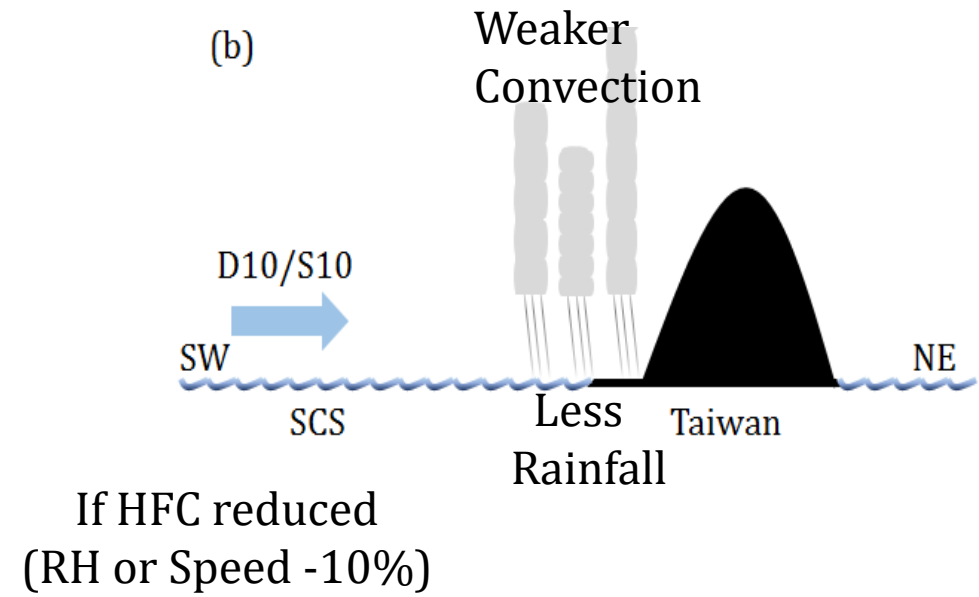 (b)
Weaker
Convection
D10/S10
SW
NE
SCS
Less
Rainfall
Taiwan
If HFC reduced
(RH or Speed -10%)